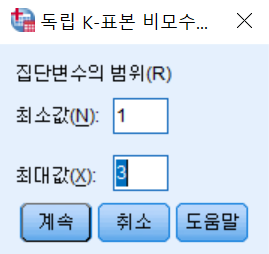 독립 K-표본 비모수...
집단변수의 범위(R)
최소값(N): 1
최대값(X): 3
계속 취소 도움말